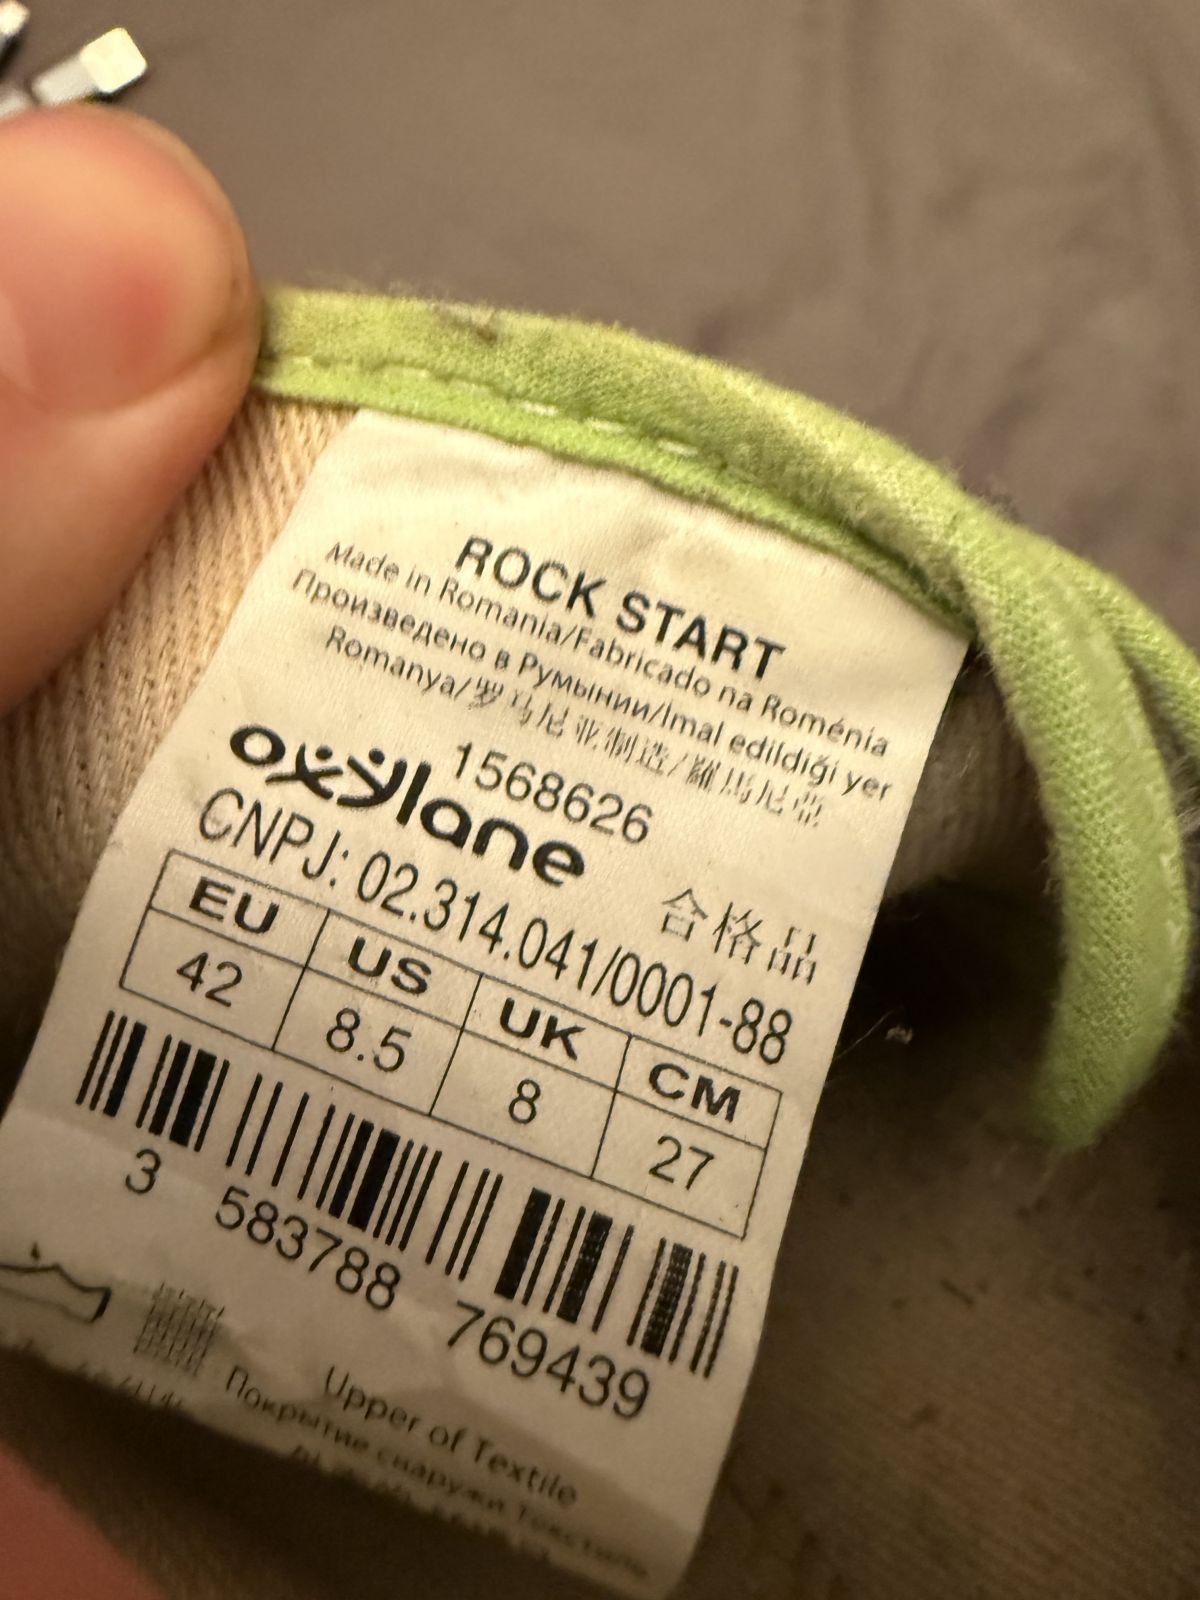 ROCK START
Made in Romania/Fabricado na Roménia
Произведено в Румынии/Imal edildiği yer
Romanya/罗马尼亚制造/羅馬尼亞
1568626
oxylane
合格品
CNPJ: 02.314.041/0001-88
EU US UK CM
42 8.5 8 27
3 583788 769439
Upper of Textile
Покрытие снаружи Текстиль